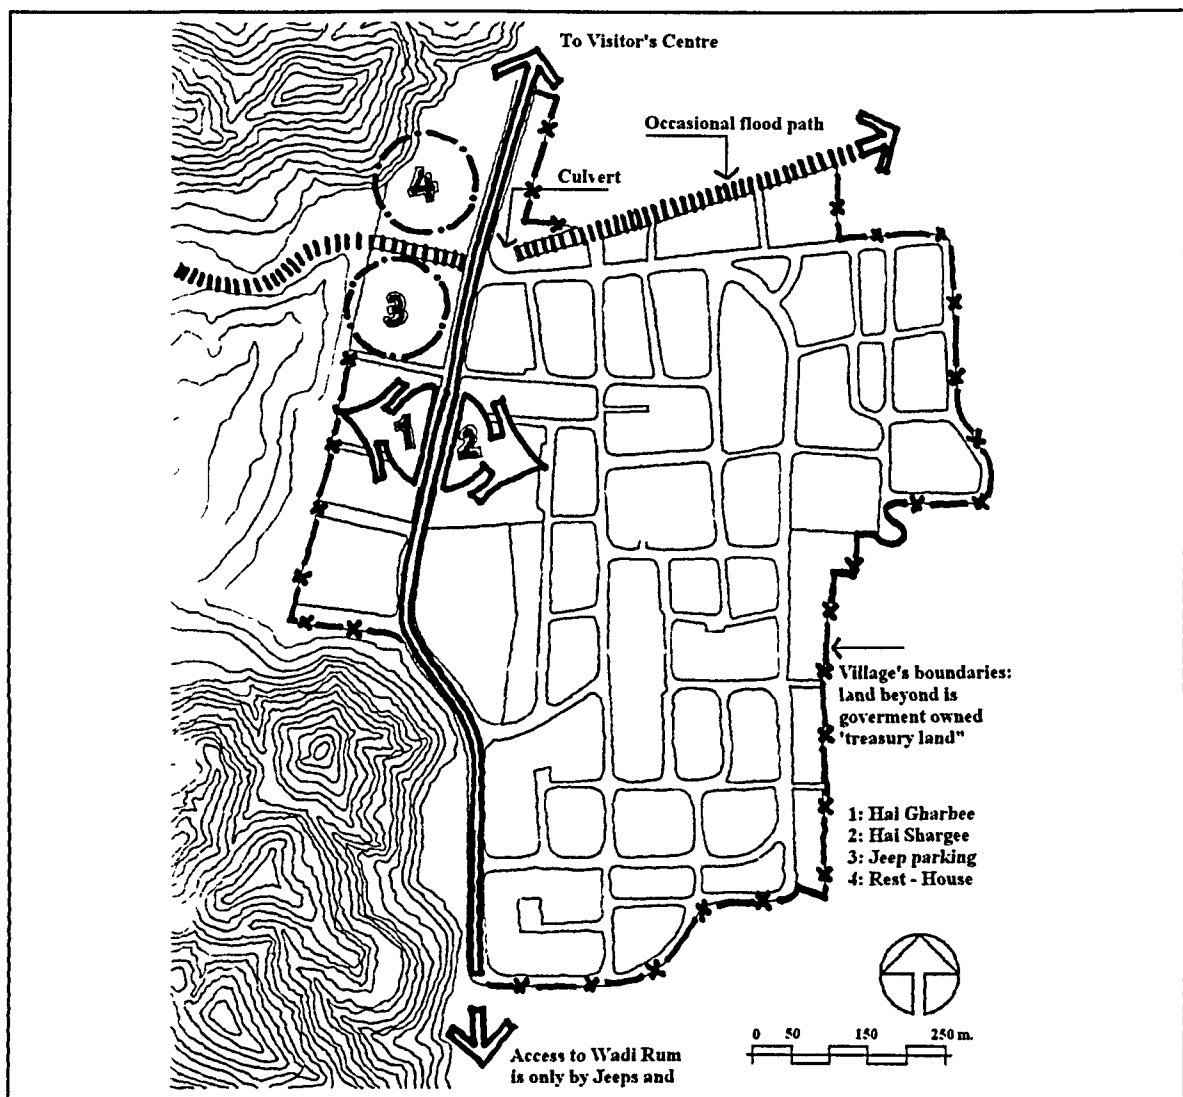 To Visitor's Centre
Occasional flood path
Culvert
4
3
1
2
Village's boundaries:
land beyond is
goverment owned
'treasury land"
1: Hai Gharbee
2: Hai Shargee
3: Jeep parking
4: Rest - House
0 50 150 250 m.
Access to Wadi Rum
is only by Jeeps and